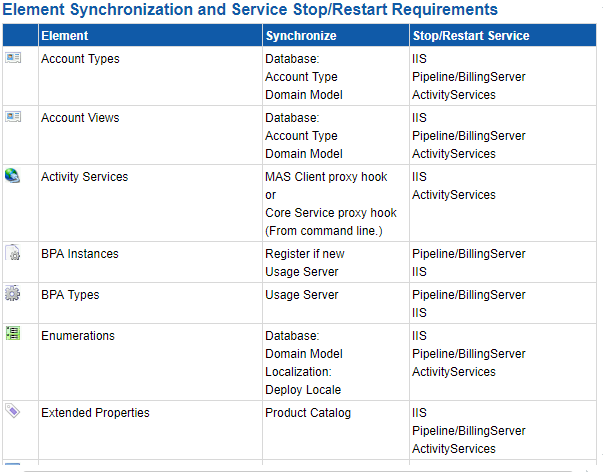 Element Synchronization and Service Stop/Restart Requirements
Element Synchronize Stop/Restart Service
Account Types Database: IIS
Account Type Pipeline/BillingServer
Domain Model ActivityServices
Account Views Database: IIS
Account Type Pipeline/BillingServer
Domain Model ActivityServices
Activity Services MAS Client proxy hook IIS
or ActivityServices
Core Service proxy hook
(From command line.)
BPA Instances Register if new Pipeline/BillingServer
Usage Server IIS
BPA Types Usage Server Pipeline/BillingServer
IIS
Enumerations Database: IIS
Domain Model Pipeline/BillingServer
Localization: ActivityServices
Deploy Locale
Extended Properties Product Catalog IIS
Pipeline/BillingServer
ActivityServices